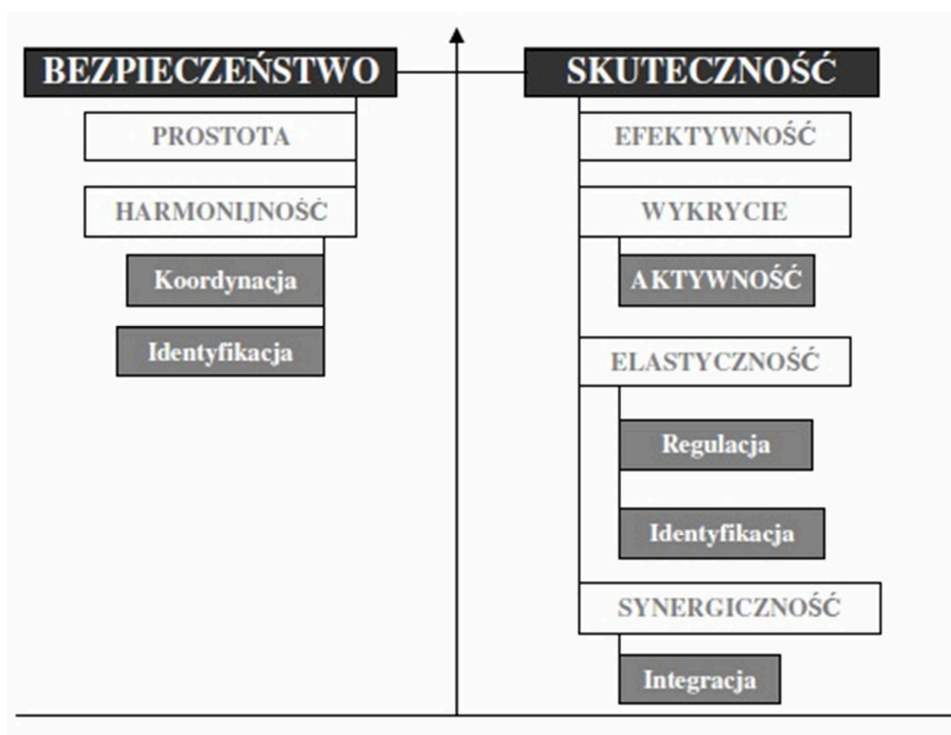 BEZPIECZEŃSTWO
PROSTOTA
HARMONIJNOŚĆ
Koordynacja
Identyfikacja
SKUTECZNOŚĆ
EFEKTYWNOŚĆ
WYKRYCIE
AKTYWNOŚĆ
ELASTYCZNOŚĆ
Regulacja
Identyfikacja
SYNERGICZNOŚĆ
Integracja